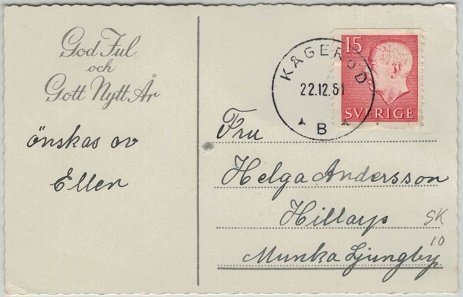 God Jul
och
Gott Nytt År
önskas av
Ellen
KÅGERÖD
22.12.61
B
15
SVERIGE
Fru
Helga Andersson
Hillarp
Munka Ljungby
SK
10